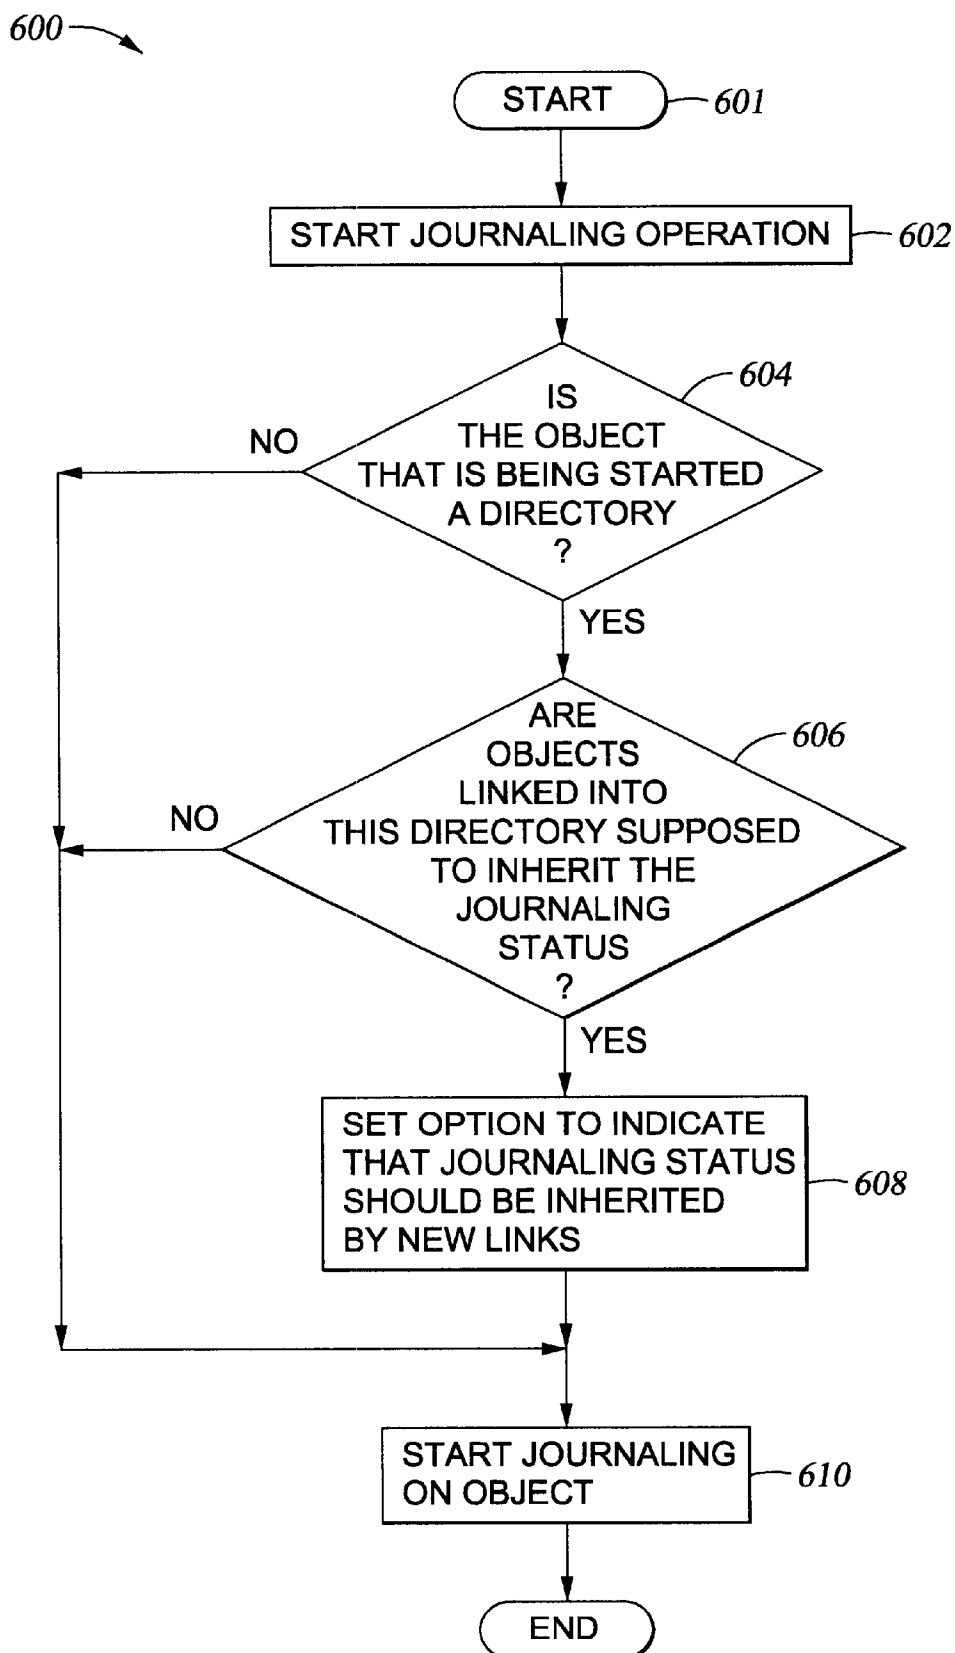 600
START
601
START JOURNALING OPERATION
602
604
IS
THE OBJECT
THAT IS BEING STARTED
A DIRECTORY
?
NO
YES
606
ARE
OBJECTS
LINKED INTO
THIS DIRECTORY SUPPOSED
TO INHERIT THE
JOURNALING
STATUS
?
NO
YES
SET OPTION TO INDICATE
THAT JOURNALING STATUS
SHOULD BE INHERITED
BY NEW LINKS
608
START JOURNALING
ON OBJECT
610
END